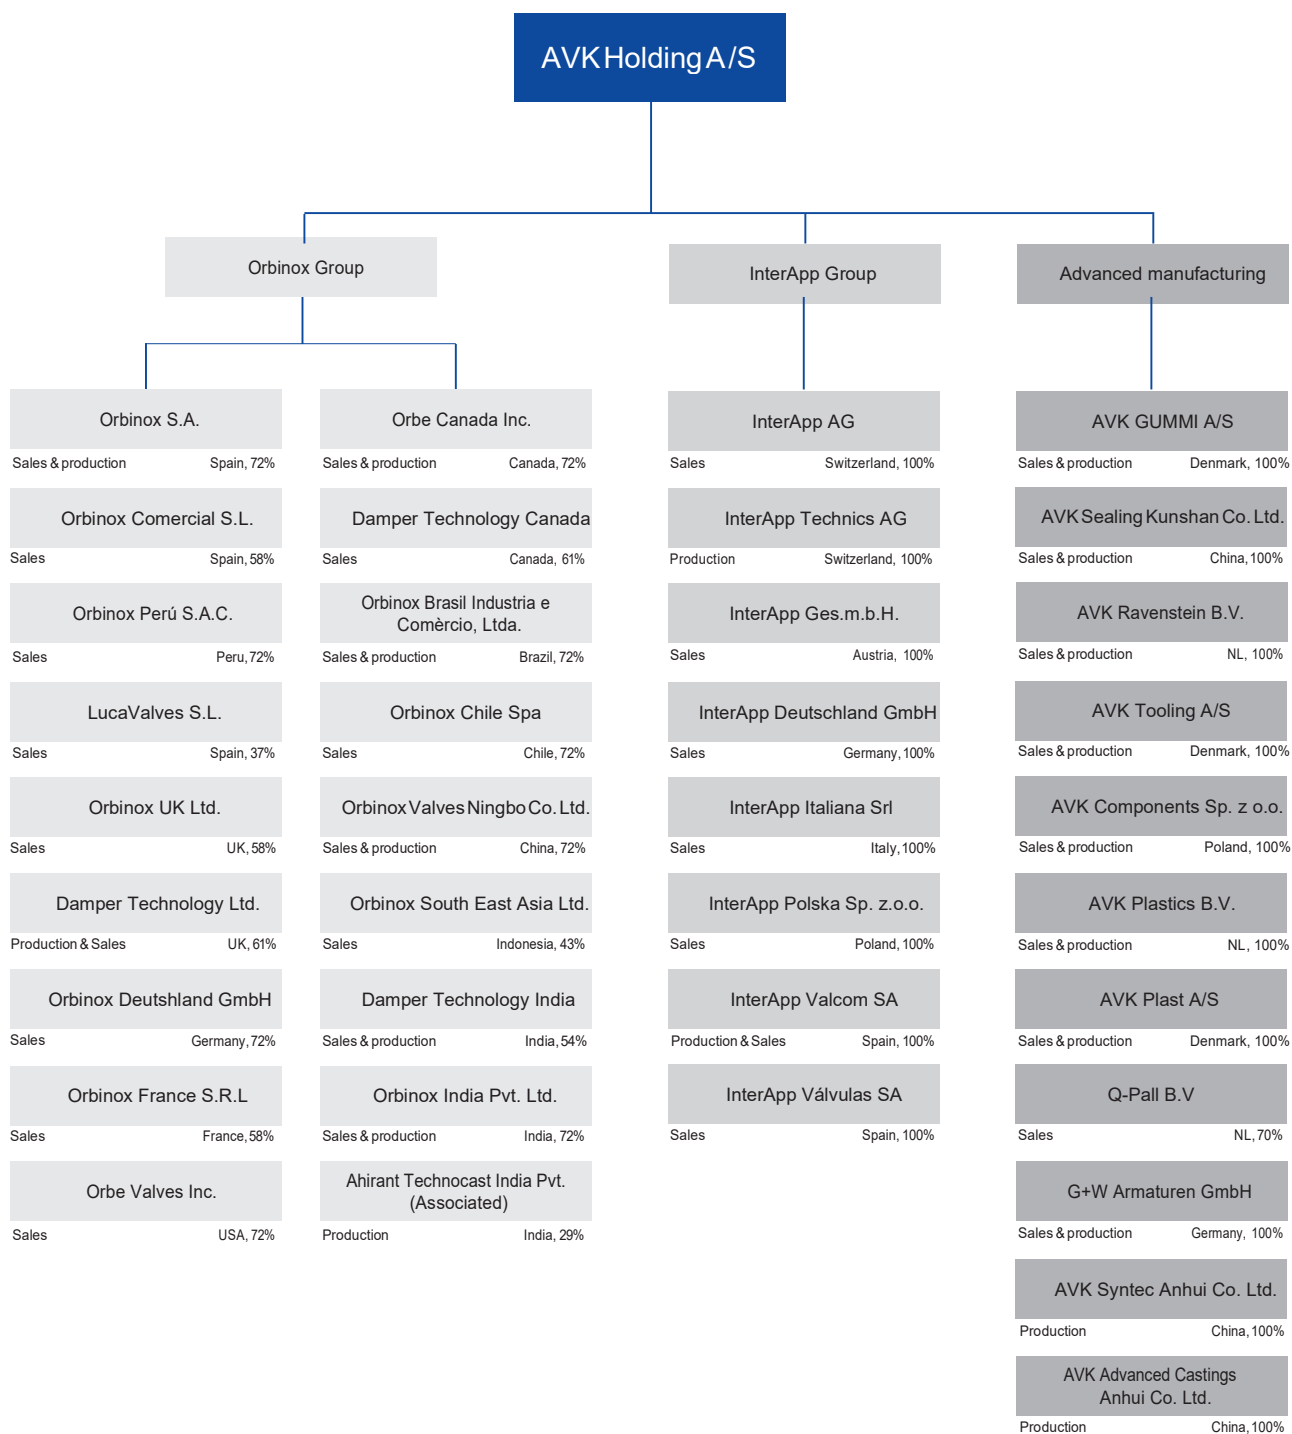 AVK Holding A/S
Orbinox Group
InterApp Group
Advanced manufacturing
Orbinox S.A.
Sales & production Spain, 72%
Orbinox Comercial S.L.
Sales Spain, 58%
Orbinox Perú S.A.C.
Sales Peru, 72%
LucaValves S.L.
Sales Spain, 37%
Orbinox UK Ltd.
Sales UK, 58%
Damper Technology Ltd.
Production & Sales UK, 61%
Orbinox Deutshland GmbH
Sales Germany, 72%
Orbinox France S.R.L
Sales France, 58%
Orbe Valves Inc.
Sales USA, 72%
Orbe Canada Inc.
Sales & production Canada, 72%
Damper Technology Canada
Sales Canada, 61%
Orbinox Brasil Industria e
Comèrcio, Ltda.
Sales & production Brazil, 72%
Orbinox Chile Spa
Sales Chile, 72%
Orbinox Valves Ningbo Co. Ltd.
Sales & production China, 72%
Orbinox South East Asia Ltd.
Sales Indonesia, 43%
Damper Technology India
Sales & production India, 54%
Orbinox India Pvt. Ltd.
Sales & production India, 72%
Ahirant Technocast India Pvt.
(Associated)
Production India, 29%
InterApp AG
Sales Switzerland, 100%
InterApp Technics AG
Production Switzerland, 100%
InterApp Ges.m.b.H.
Sales Austria, 100%
InterApp Deutschland GmbH
Sales Germany, 100%
InterApp Italiana Srl
Sales Italy, 100%
InterApp Polska Sp. z.o.o.
Sales Poland, 100%
InterApp Valcom SA
Production & Sales Spain, 100%
InterApp Válvulas SA
Sales Spain, 100%
AVK GUMMI A/S
Sales & production Denmark, 100%
AVK Sealing Kunshan Co. Ltd.
Sales & production China, 100%
AVK Ravenstein B.V.
Sales & production NL, 100%
AVK Tooling A/S
Sales & production Denmark, 100%
AVK Components Sp. z o.o.
Sales & production Poland, 100%
AVK Plastics B.V.
Sales & production NL, 100%
AVK Plast A/S
Sales & production Denmark, 100%
Q-Pall B.V
Sales NL, 70%
G+W Armaturen GmbH
Sales & production Germany, 100%
AVK Syntec Anhui Co. Ltd.
Production China, 100%
AVK Advanced Castings
Anhui Co. Ltd.
Production China, 100%